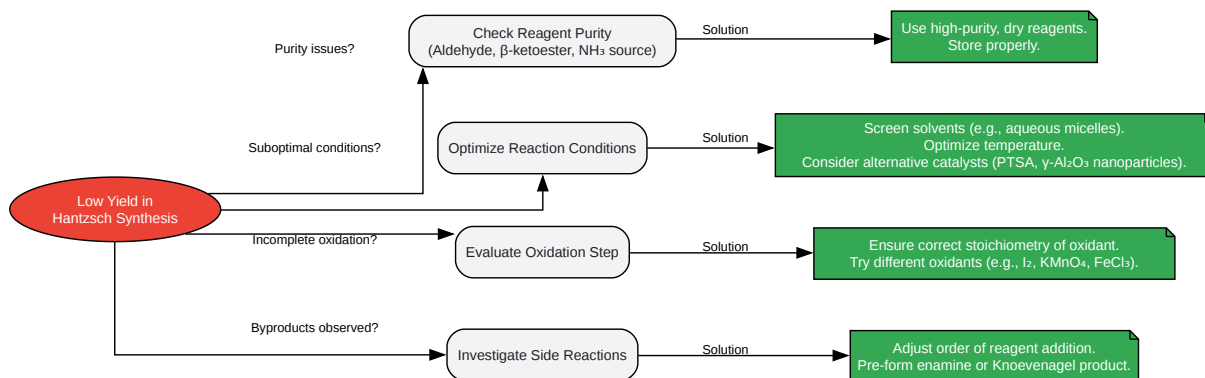 Low Yield in
Hantzsch Synthesis
Purity issues?
Check Reagent Purity
(Aldehyde, β-ketoester, NH₃ source)
Solution
Use high-purity, dry reagents.
Store properly.
Suboptimal conditions?
Optimize Reaction Conditions
Solution
Screen solvents (e.g., aqueous micelles).
Optimize temperature.
Consider alternative catalysts (PTSA, γ-Al₂O₃ nanoparticles).
Incomplete oxidation?
Evaluate Oxidation Step
Solution
Ensure correct stoichiometry of oxidant.
Try different oxidants (e.g., I₂, KMnO₄, FeCl₃).
Byproducts observed?
Investigate Side Reactions
Solution
Adjust order of reagent addition.
Pre-form enamine or Knoevenagel product.